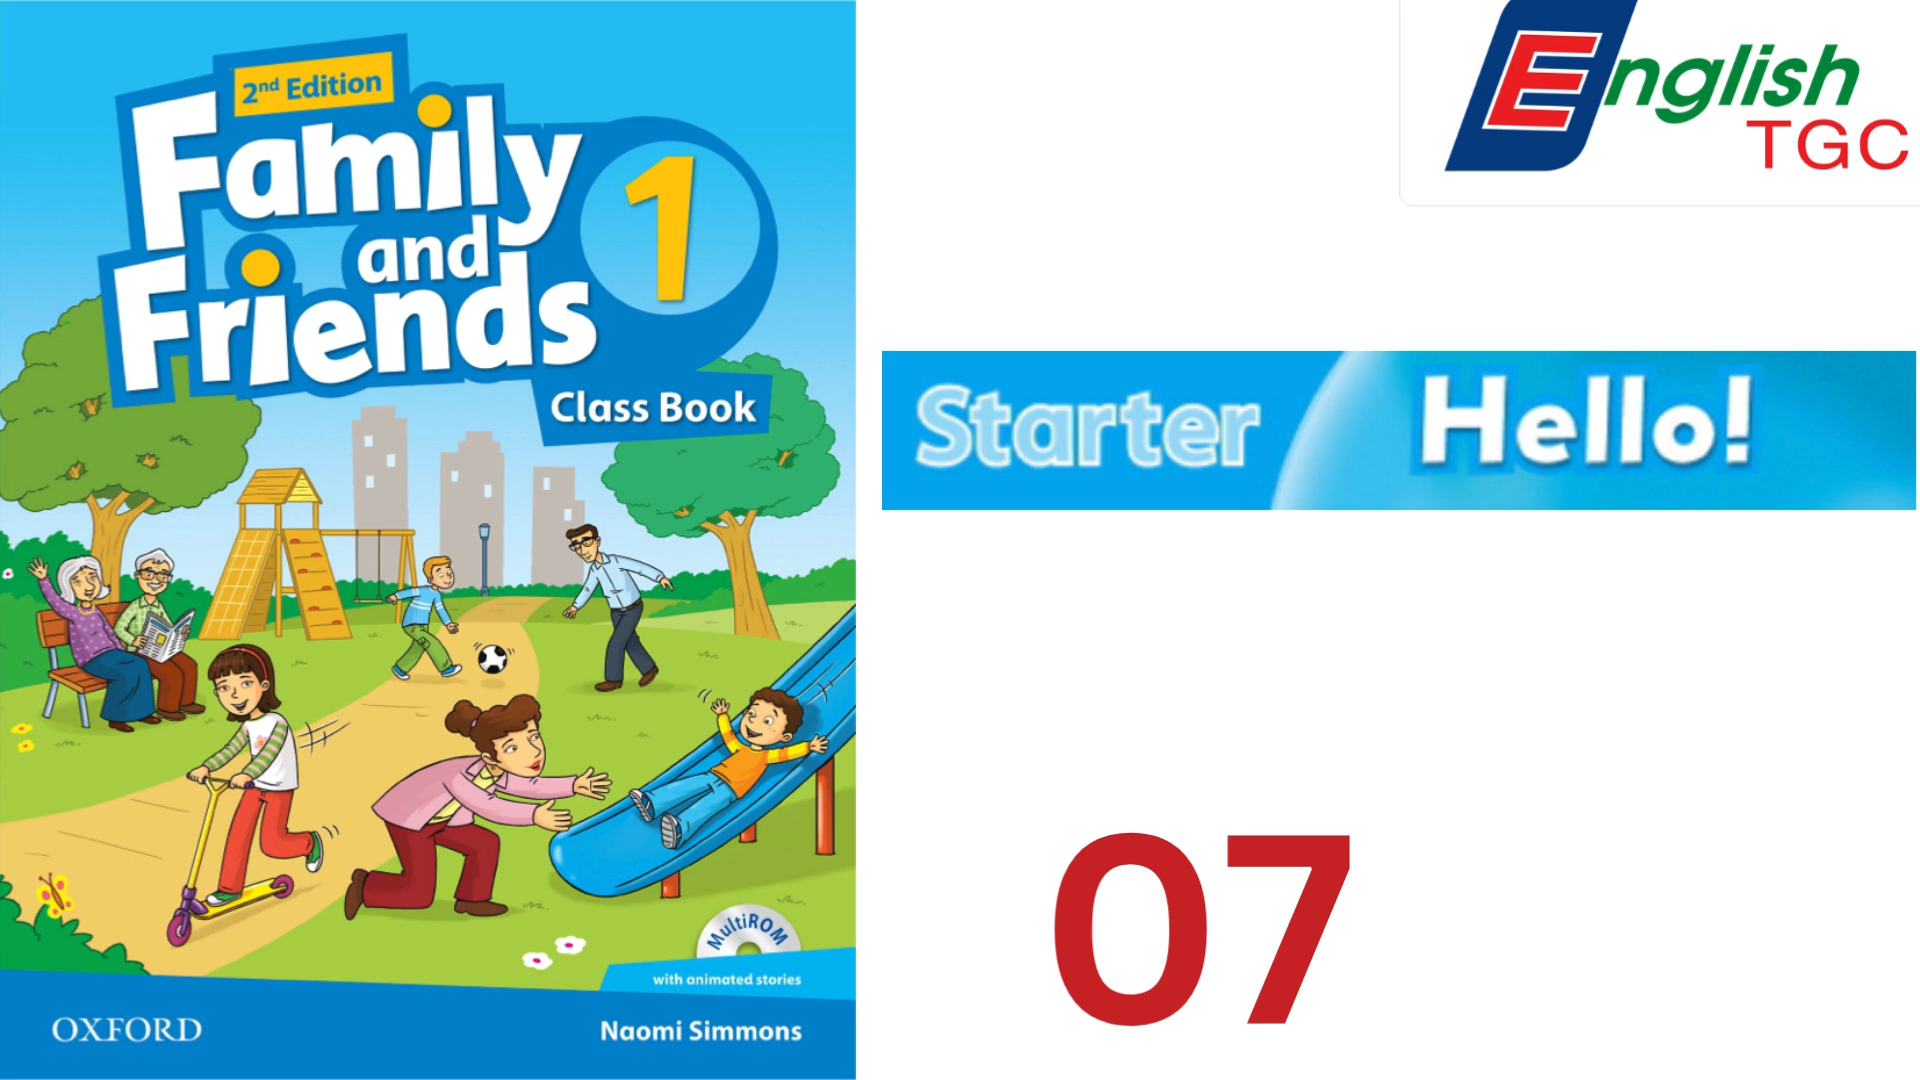 2nd Edition
Family
and
Friends
1
Class Book
MultiROM
with animated stories
OXFORD
Naomi Simmons
English
TGC
Starter Hello!
07